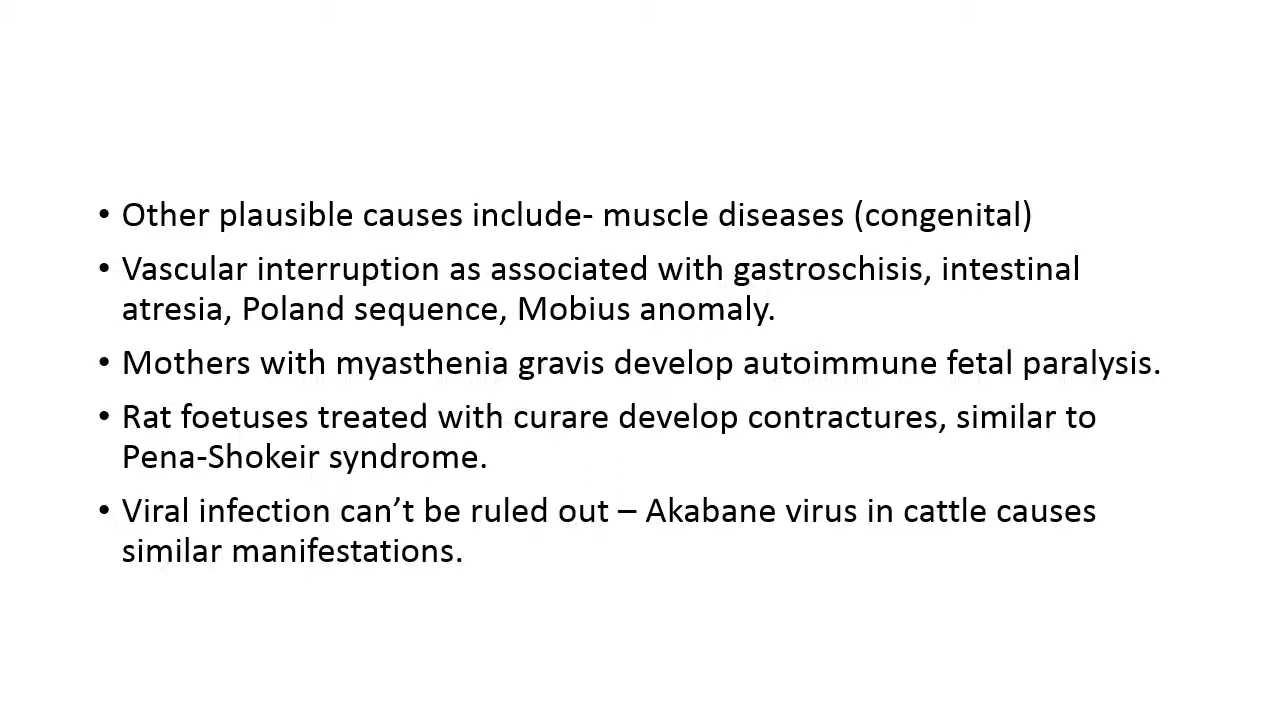 • Other plausible causes include- muscle diseases (congenital)
• Vascular interruption as associated with gastroschisis, intestinal
atresia, Poland sequence, Mobius anomaly.
• Mothers with myasthenia gravis develop autoimmune fetal paralysis.
• Rat foetuses treated with curare develop contractures, similar to
Pena-Shokeir syndrome.
• Viral infection can’t be ruled out – Akabane virus in cattle causes
similar manifestations.